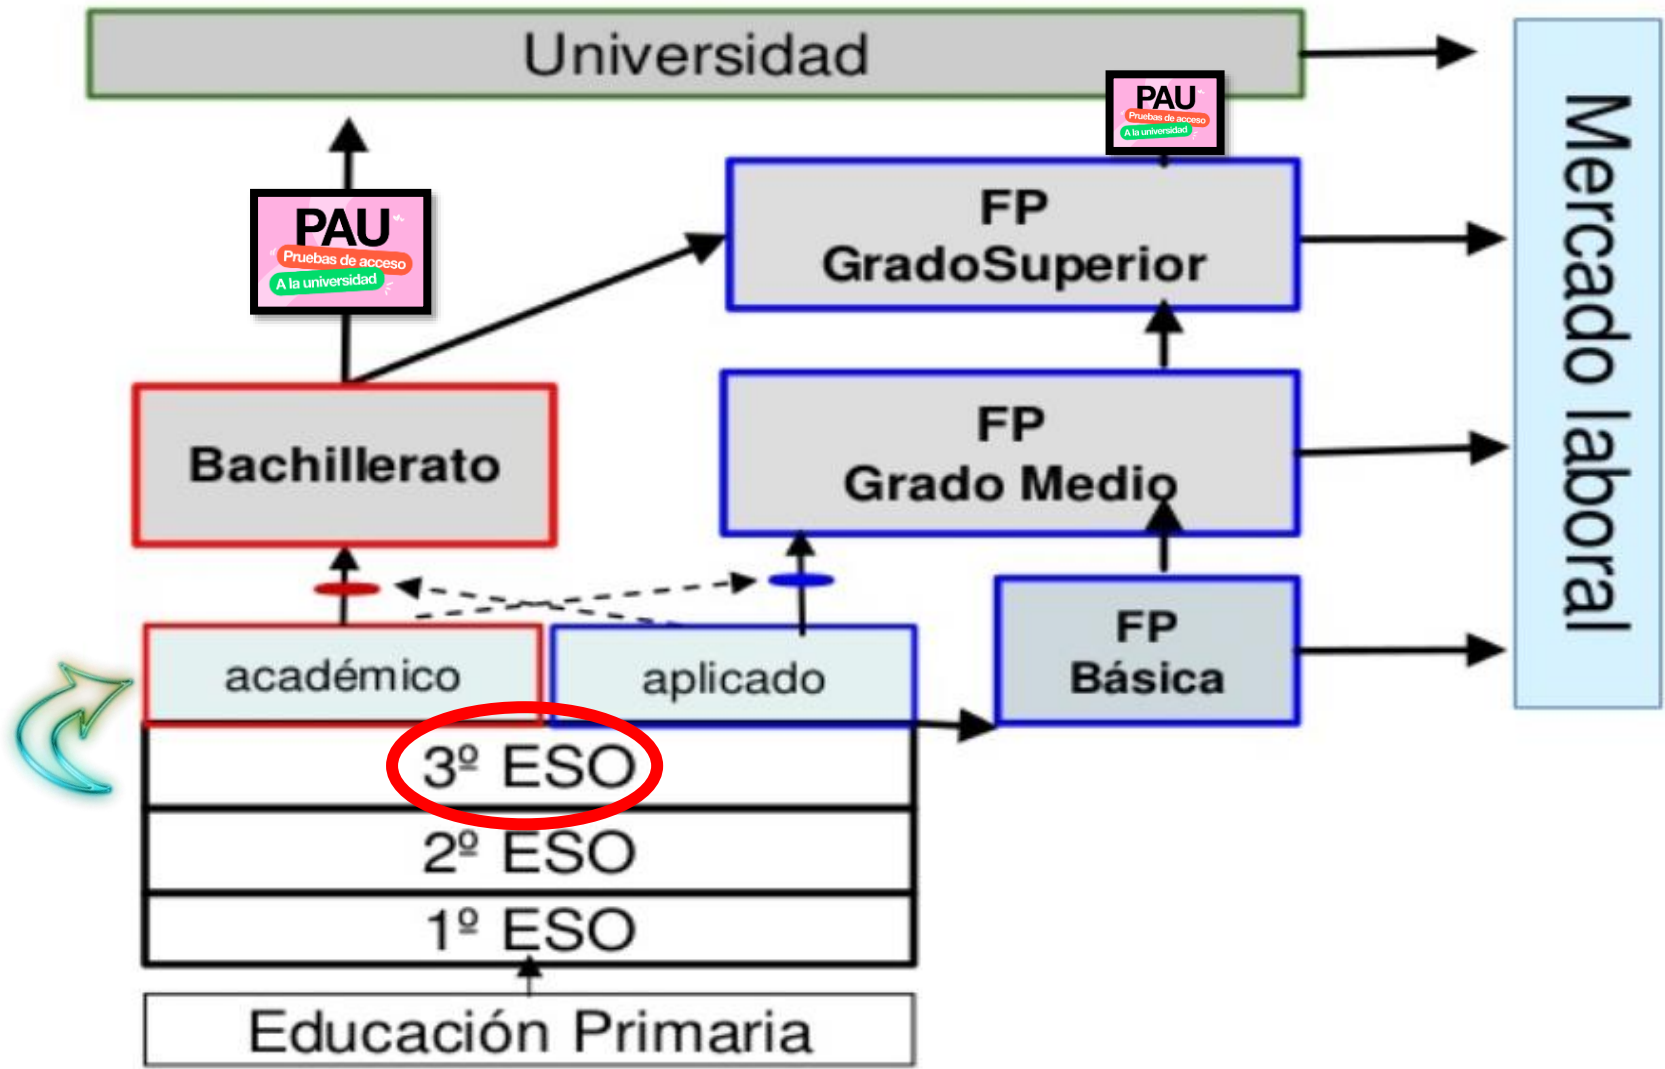 Universidad
PAU
Pruebas de acceso
A la universidad
FP
GradoSuperior
PAU
Pruebas de acceso
A la universidad
Mercado laboral
Bachillerato
FP
Grado Medio
FP
Básica
académico
aplicado
3º ESO
2º ESO
1º ESO
Educación Primaria